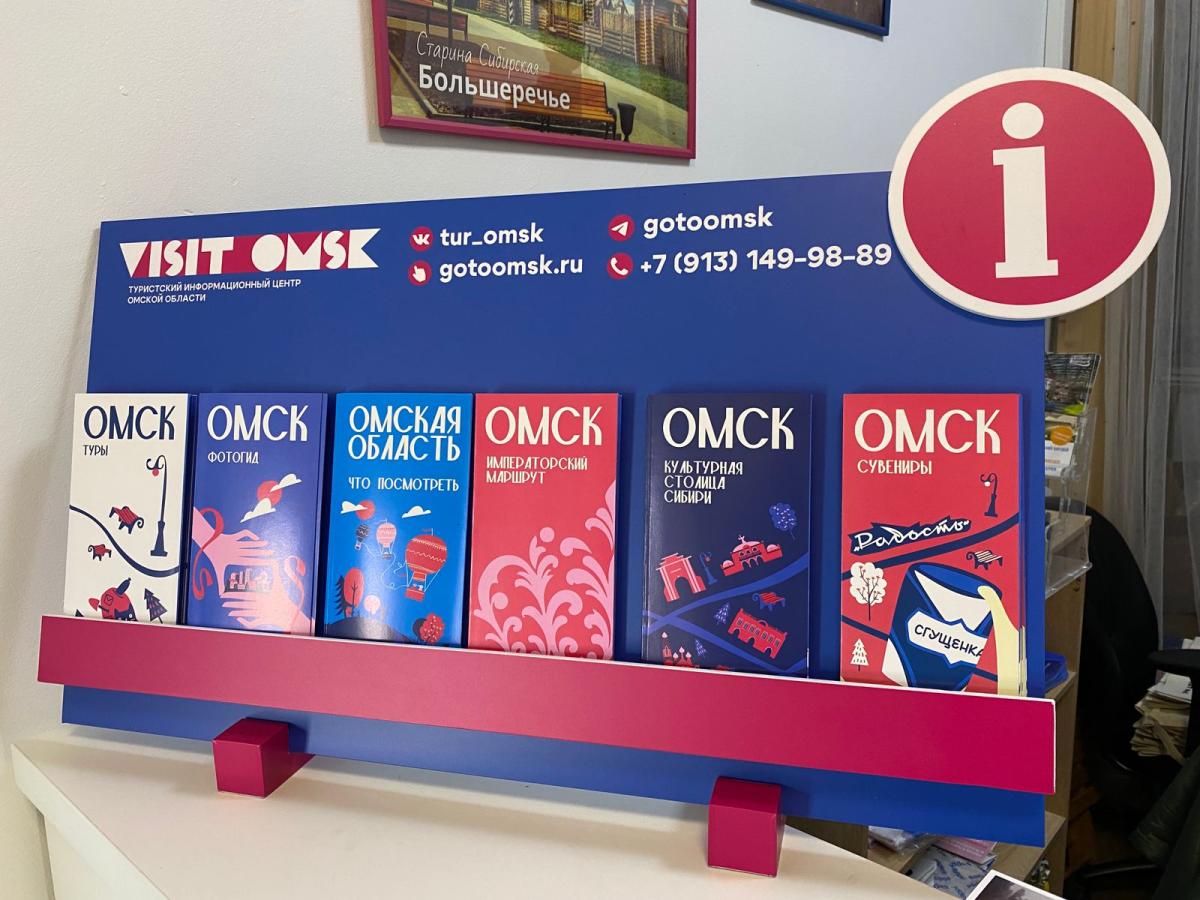 Старина Сибирская
Большеречье
i
VISIT OMSK
ТУРИСТСКИЙ ИНФОРМАЦИОННЫЙ ЦЕНТР
ОМСКОЙ ОБЛАСТИ
tur_omsk
gotoomsk.ru
gotoomsk
+7 (913) 149-98-89
ОМСК
ТУРЫ
ОМСК
ФОТОГИД
ОМСКАЯ
ОБЛАСТЬ
ЧТО ПОСМОТРЕТЬ
ОМСК
ИМПЕРАТОРСКИЙ
МАРШРУТ
ОМСК
КУЛЬТУРНАЯ
СТОЛИЦА
СИБИРИ
ОМСК
СУВЕНИРЫ
„Радость“
СГУЩЕНКА